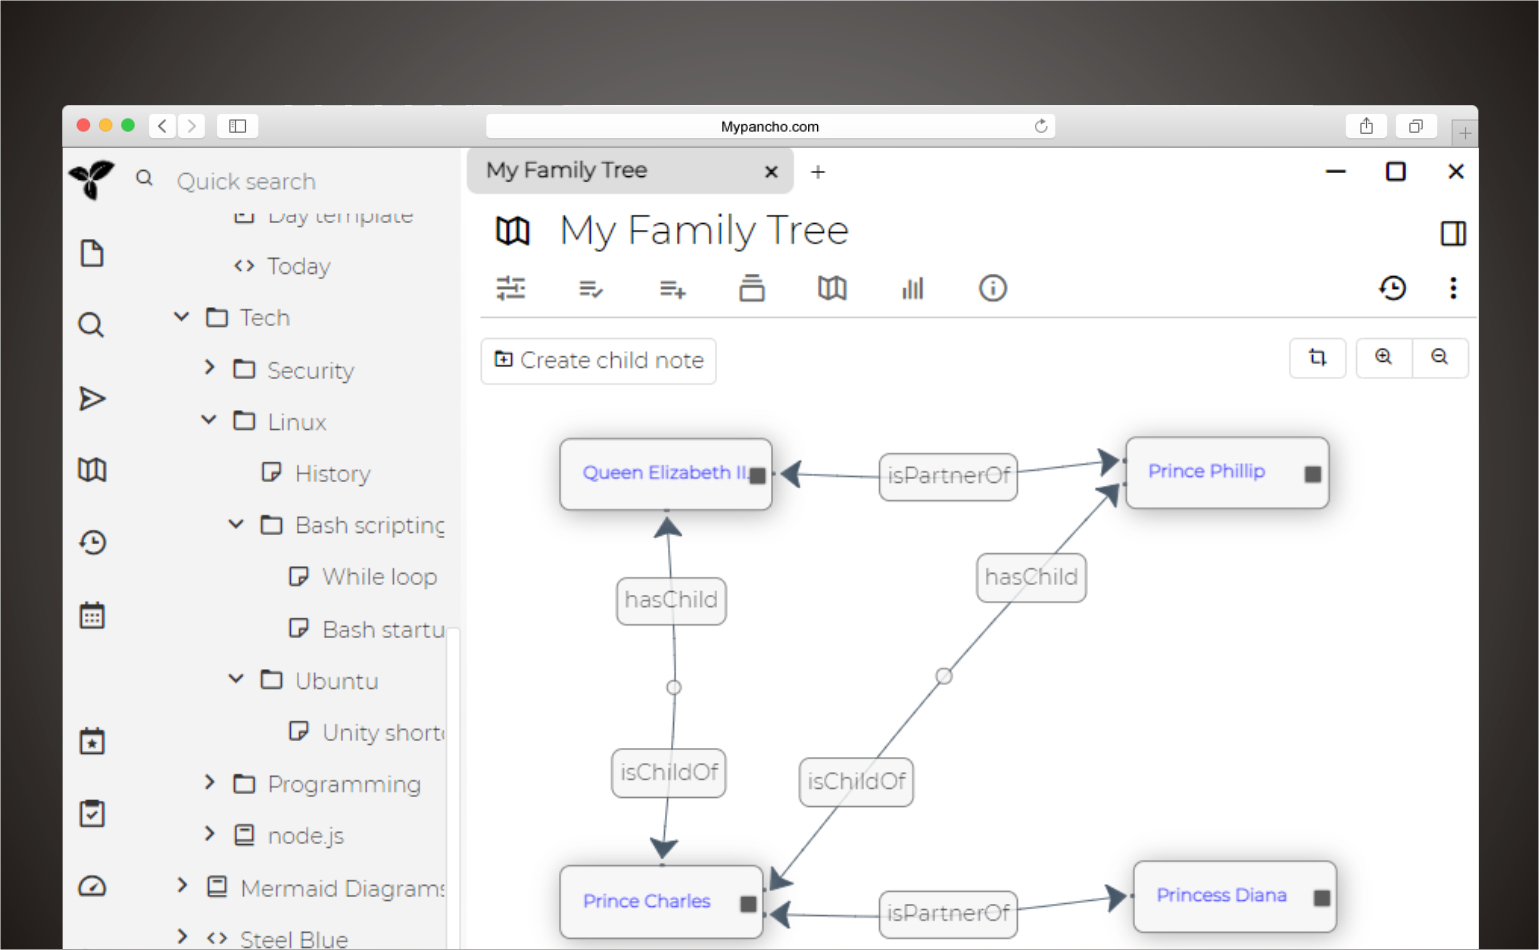 Mypancho.com
Quick search
Day template
Today
Tech
Security
Linux
History
Bash scripting
While loop
Bash startu
Ubuntu
Unity short
Programming
node.js
Mermaid Diagrams
Steel Blue
My Family Tree
My Family Tree
Create child note
Queen Elizabeth II
isPartnerOf
Prince Phillip
hasChild
hasChild
isChildOf
isChildOf
Prince Charles
isPartnerOf
Princess Diana